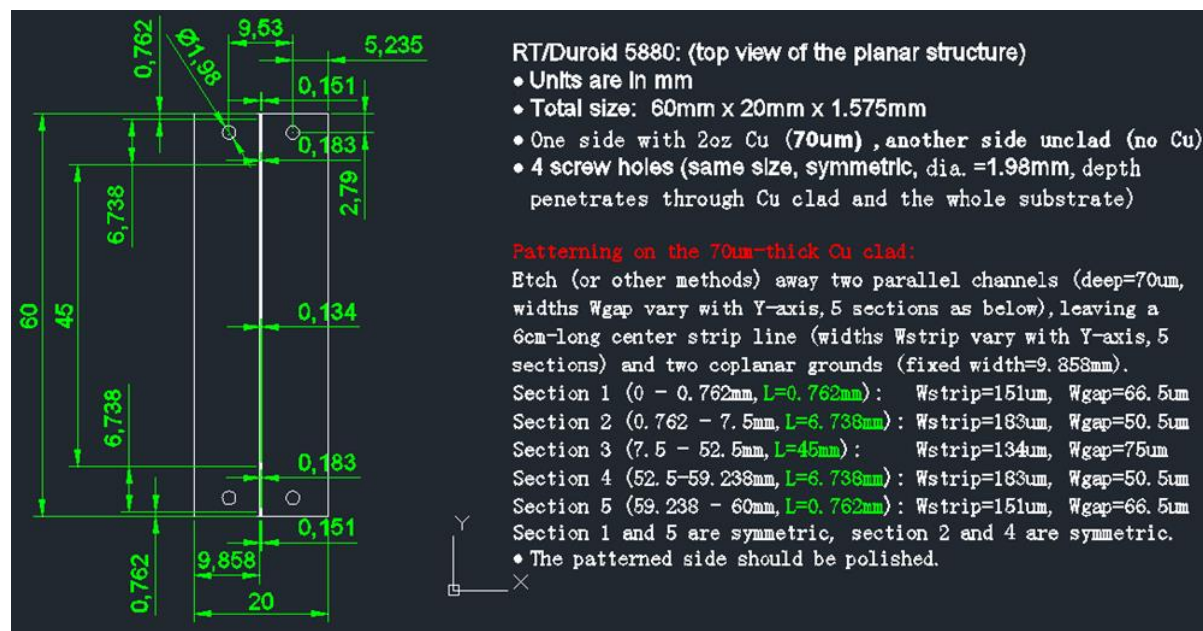 0,762
Ø1,98
9,53
5,235
0,151
0,183
2,79
6,738
60
45
0,134
6,738
0,183
0,151
9,858
0,762
20
Y
X
RT/Duroid 5880: (top view of the planar structure)
• Units are in mm
• Total size: 60mm x 20mm x 1.575mm
• One side with 2oz Cu (70um) ,another side unclad (no Cu)
• 4 screw holes (same size, symmetric, dia. =1.98mm, depth
penetrates through Cu clad and the whole substrate)
Patterning on the 70um-thick Cu clad:
Etch (or other methods) away two parallel channels (deep=70um,
widths Wgap vary with Y-axis, 5 sections as below), leaving a
6cm-long center strip line (widths Wstrip vary with Y-axis, 5
sections) and two coplanar grounds (fixed width=9.858mm).
Section 1 (0 - 0.762mm, L=0.762mm): Wstrip=151um, Wgap=66.5um
Section 2 (0.762 - 7.5mm, L=6.738mm): Wstrip=183um, Wgap=50.5um
Section 3 (7.5 - 52.5mm, L=45mm): Wstrip=134um, Wgap=75um
Section 4 (52.5-59.238mm, L=6.738mm): Wstrip=183um, Wgap=50.5um
Section 5 (59.238 - 60mm, L=0.762mm): Wstrip=151um, Wgap=66.5um
Section 1 and 5 are symmetric, section 2 and 4 are symmetric.
• The patterned side should be polished.